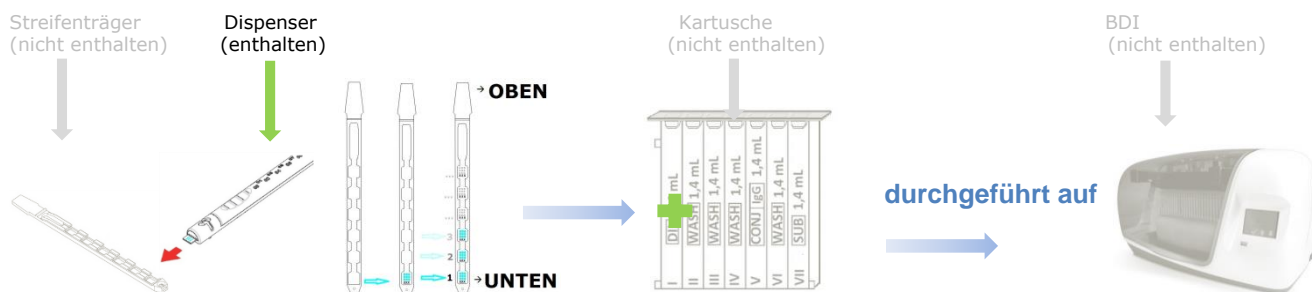 Streifenträger
(nicht enthalten)
Dispenser
(enthalten)
Kartusche
(nicht enthalten)
BDI
(nicht enthalten)
OBEN
3
2
1
UNTEN
I DI mL
II WASH 1,4 mL
III WASH 1,4 mL
IV WASH 1,4 mL
V CONJ IgG 1,4 mL
VI WASH 1,4 mL
VII SUB 1,4 mL
durchgeführt auf